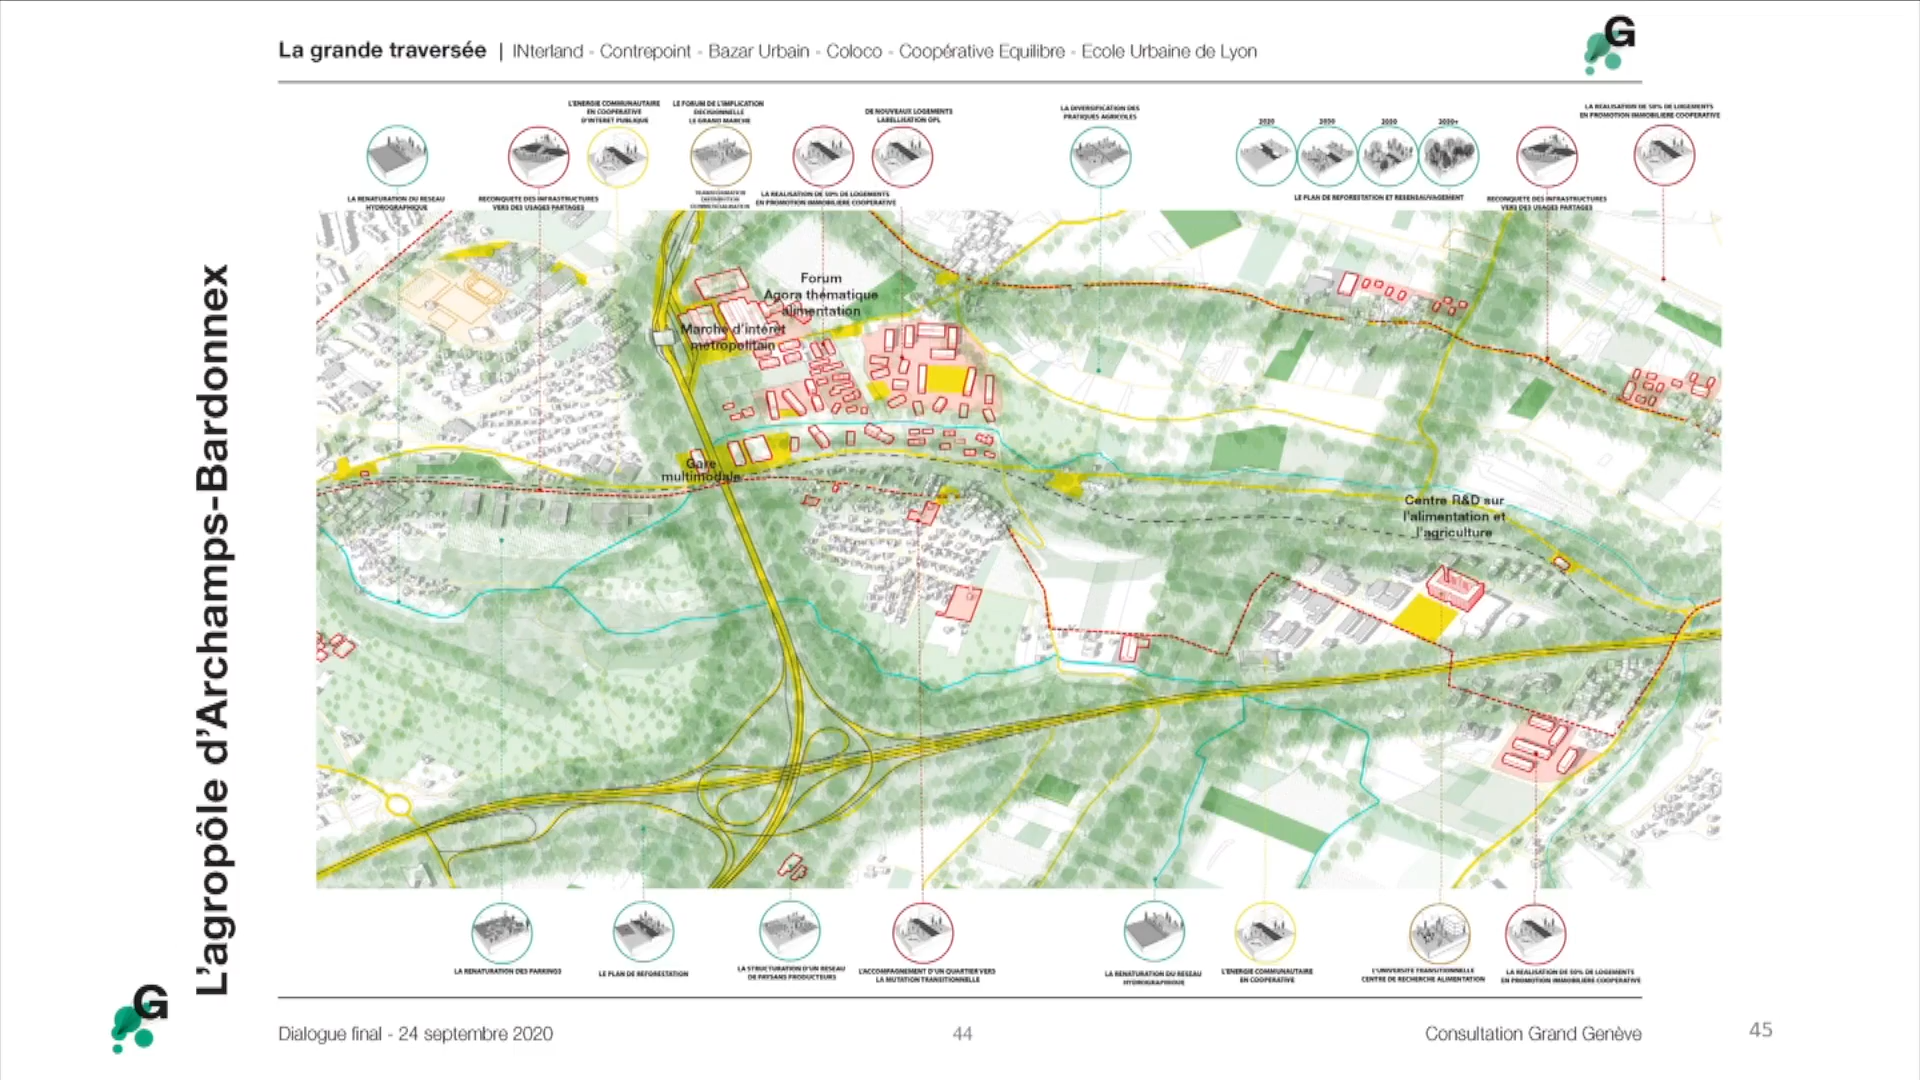 La grande traversée | INterland - Contrepoint - Bazar Urbain - Coloco - Coopérative Equilibre - Ecole Urbaine de Lyon
G
L'ENERGIE COMMUNAUTAIRE
EN COOPERATIVE
D'INTERET PUBLIQUE
LE FORUM DE L'IMPLICATION
DECISIONNELLE
LE GRAND MARCHE
DE NOUVEAUX LOGEMENTS
LABELLISATION OPL
LA DIVERSIFICATION DES
PRATIQUES AGRICOLES
2020
2030
2050
2050+
LA REALISATION DE 50% DE LOGEMENTS
EN PROMOTION IMMOBILIERE COOPERATIVE
LA RENATURATION DU RESEAU
HYDROGRAPHIQUE
RECONQUETE DES INFRASTRUCTURES
VERS DES USAGES PARTAGES
TRANSFORMATION
DISTRIBUTION
COMMERCIALISATION
LA REALISATION DE 50% DE LOGEMENTS
EN PROMOTION IMMOBILIERE COOPERATIVE
LE PLAN DE REFORESTATION ET RESENSAUVAGEMENT
RECONQUETE DES INFRASTRUCTURES
VERS DES USAGES PARTAGES
L'agropôle d'Archamps-Bardonnex
Forum
Agora thématique
alimentation
Marché d'intérêt
métropolitain
Gare
multimodale
Centre R&D sur
l'alimentation et
l'agriculture
LA RENATURATION DES PARKINGS
LE PLAN DE REFORESTATION
LA STRUCTURATION D'UN RESEAU
DE PAYSANS PRODUCTEURS
L'ACCOMPAGNEMENT D'UN QUARTIER VERS
LA MUTATION TRANSITIONNELLE
LA RENATURATION DU RESEAU
HYDROGRAPHIQUE
L'ENERGIE COMMUNAUTAIRE
EN COOPERATIVE
L'UNIVERSITE TRANSITIONNELLE
CENTRE DE RECHERCHE ALIMENTATION
LA REALISATION DE 50% DE LOGEMENTS
EN PROMOTION IMMOBILIERE COOPERATIVE
G
Dialogue final - 24 septembre 2020
44
Consultation Grand Genève
45